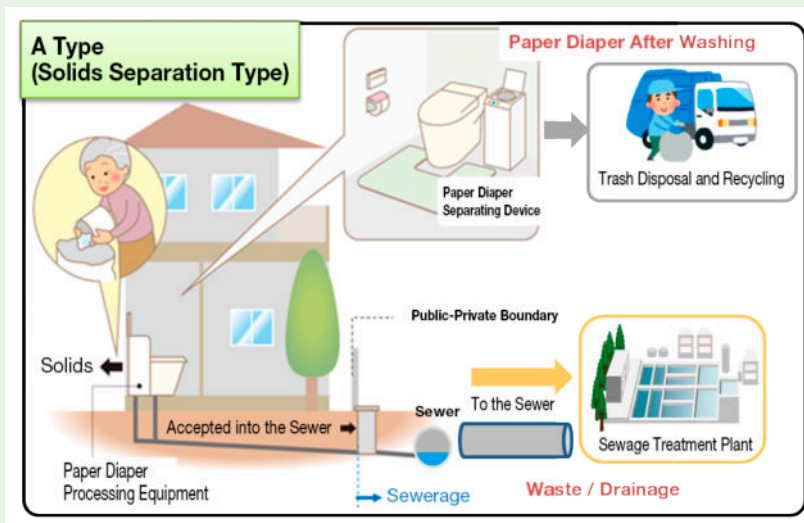 A Type
(Solids Separation Type)
Paper Diaper After Washing
Paper Diaper
Separating Device
Trash Disposal and Recycling
Public-Private Boundary
Solids
Accepted into the Sewer
Sewer
To the Sewer
Sewage Treatment Plant
Paper Diaper
Processing Equipment
Sewerage
Waste / Drainage